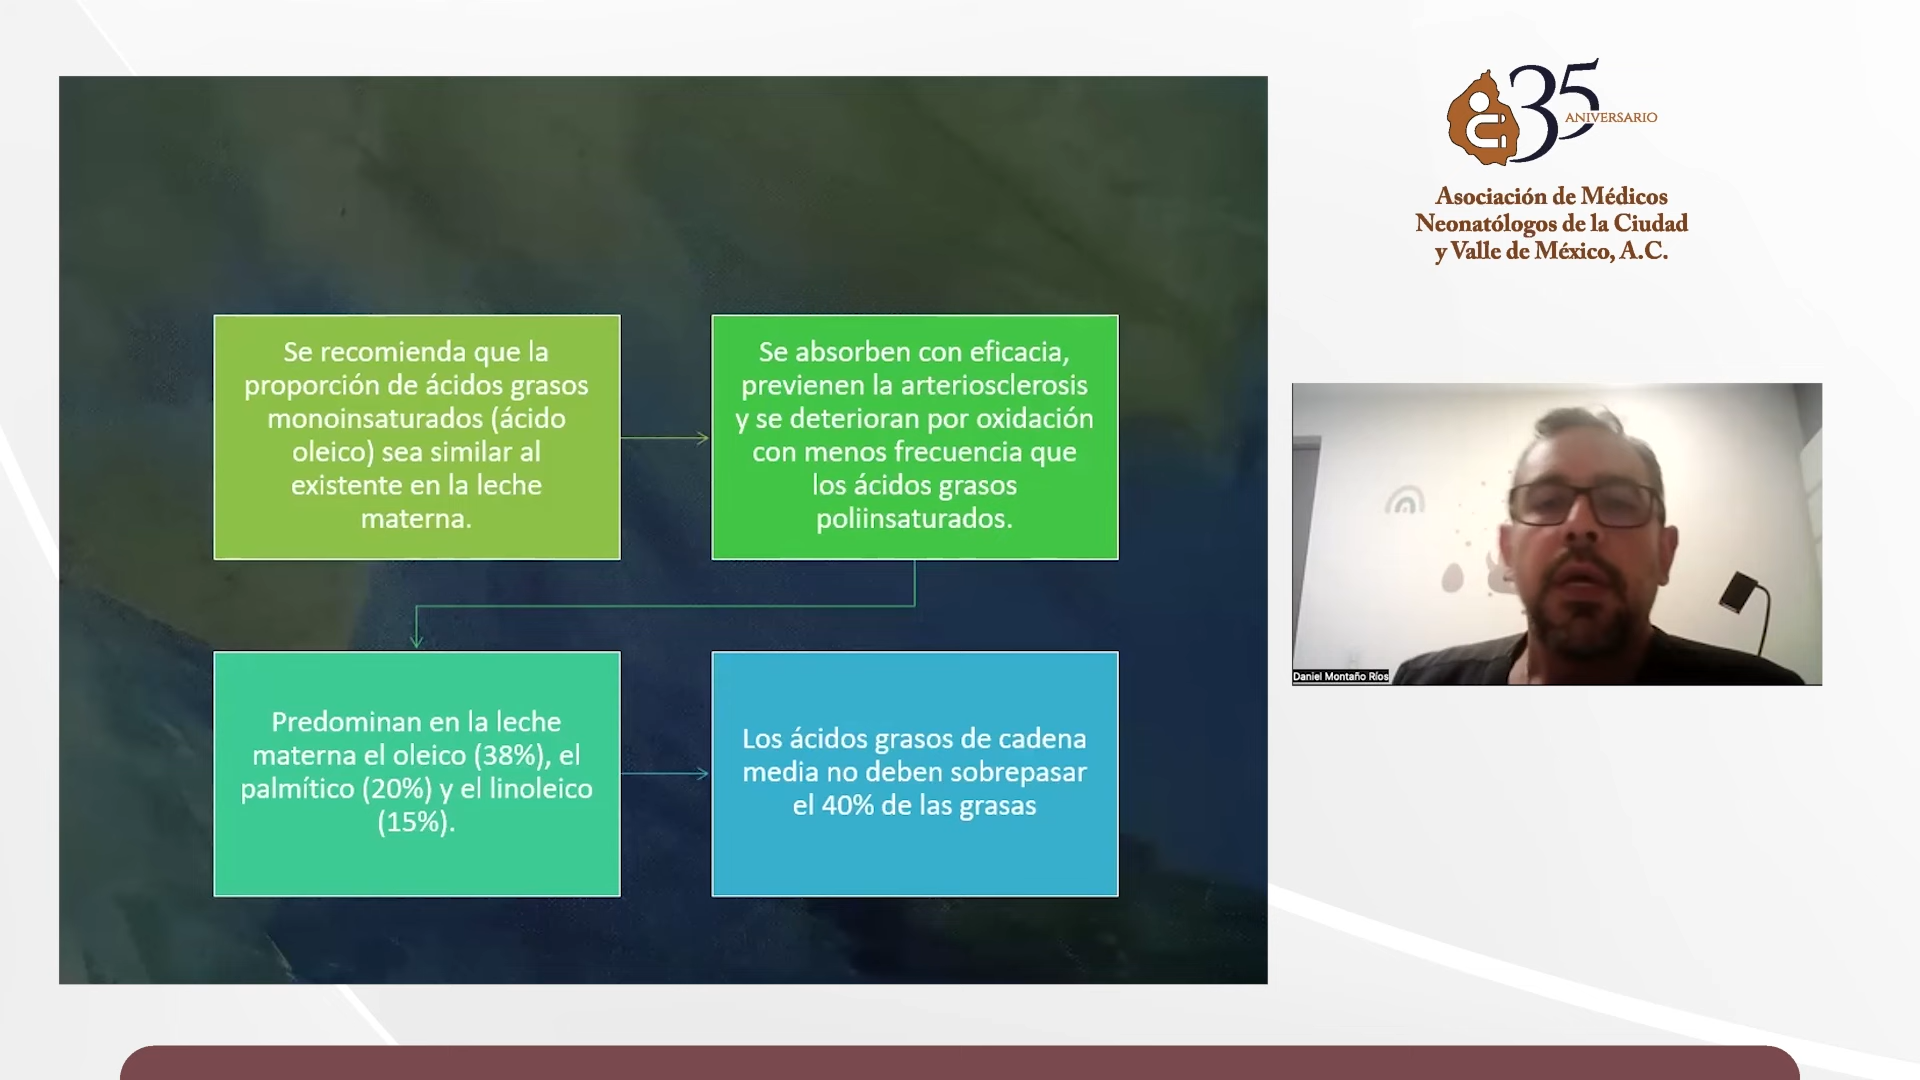 Se recomienda que la
proporción de ácidos grasos
monoinsaturados (ácido
oleico) sea similar al
existente en la leche
materna.
Se absorben con eficacia,
previenen la arteriosclerosis
y se deterioran por oxidación
con menos frecuencia que
los ácidos grasos
poliinsaturados.
Predominan en la leche
materna el oleico (38%), el
palmítico (20%) y el linoleico
(15%).
Los ácidos grasos de cadena
media no deben sobrepasar
el 40% de las grasas
35
ANIVERSARIO
Asociación de Médicos
Neonatólogos de la Ciudad
y Valle de México, A.C.
Daniel Montaño Ríos